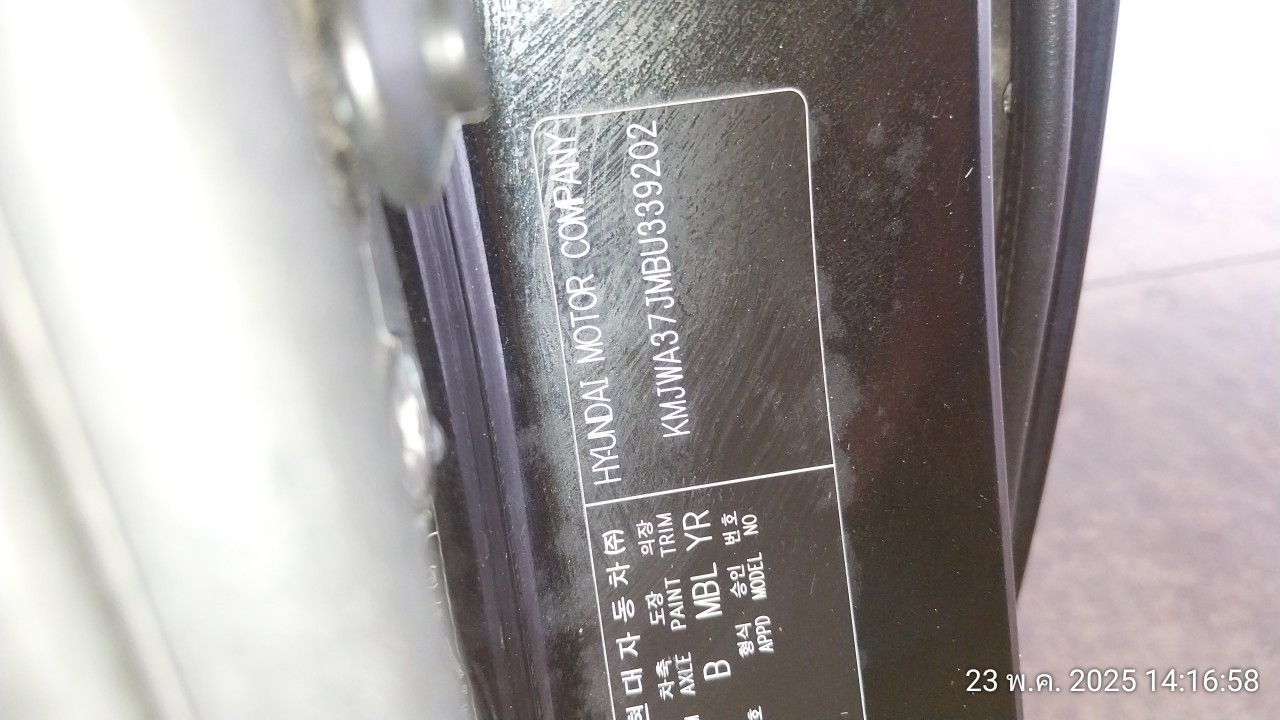 HYUNDAI MOTOR COMPANY
KMJWA37JMBU339202
현대자동차(주)
차축 도장 의장
AXLE PAINT TRIM
B MBL YR
형식 승인 번호
APPD MODEL NO
23 พ.ค. 2025 14:16:58